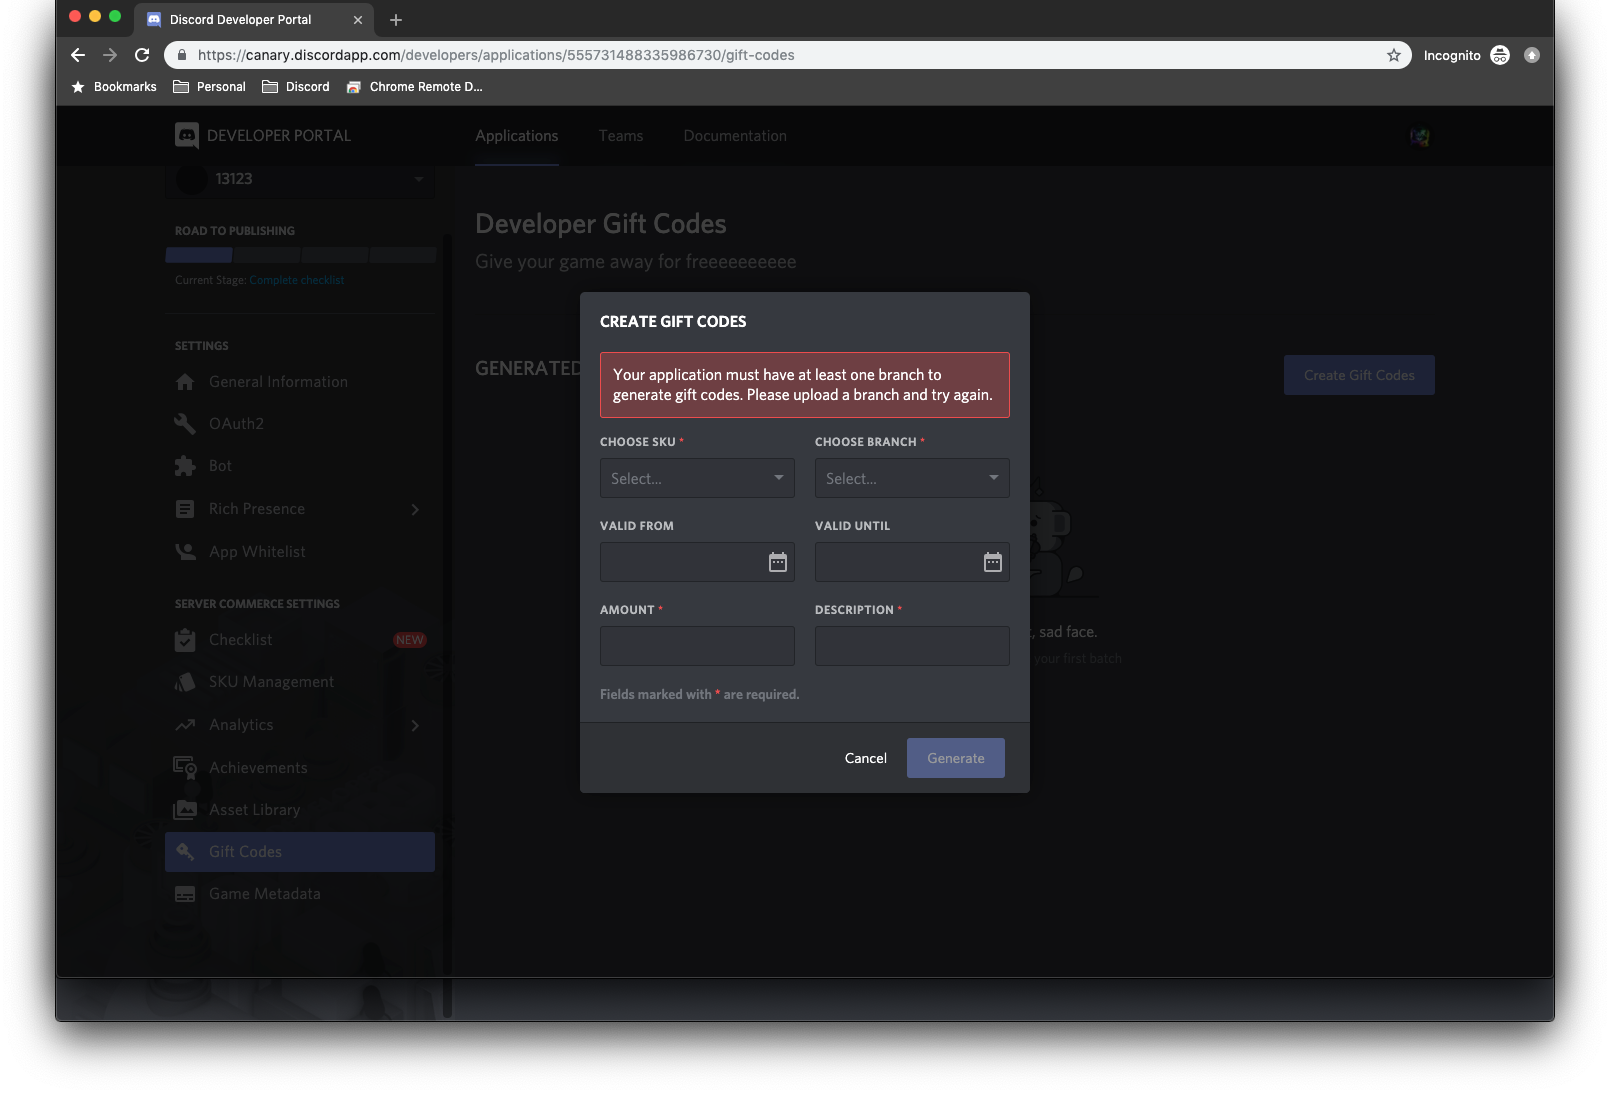 Discord Developer Portal
https://canary.discordapp.com/developers/applications/555731488335986730/gift-codes
Incognito
Bookmarks
Personal
Discord
Chrome Remote D...
DEVELOPER PORTAL
Applications
Teams
Documentation
13123
ROAD TO PUBLISHING
Current Stage: Complete checklist
SETTINGS
General Information
OAuth2
Bot
Rich Presence
App Whitelist
SERVER COMMERCE SETTINGS
Checklist
NEW
SKU Management
Analytics
Achievements
Asset Library
Gift Codes
Game Metadata
Developer Gift Codes
Give your game away for freeeeeeeeee
GENERATED
Create Gift Codes
CREATE GIFT CODES
Your application must have at least one branch to
generate gift codes. Please upload a branch and try again.
CHOOSE SKU *
CHOOSE BRANCH *
Select...
Select...
VALID FROM
VALID UNTIL
AMOUNT *
DESCRIPTION *
Fields marked with * are required.
Cancel
Generate
, sad face.
your first batch